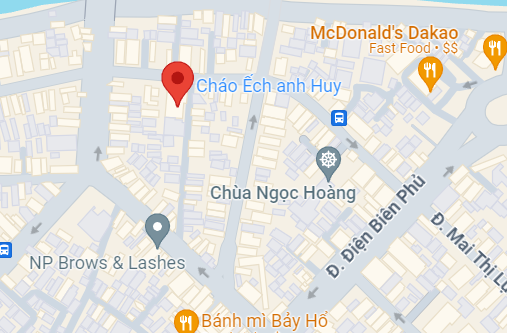 McDonald's Dakao
Fast Food • $$
Cháo Ếch anh Huy
Chùa Ngọc Hoàng
Đ. Điện Biên Phủ
Đ. Mai Thị Lự
NP Brows & Lashes
Bánh mì Bảy Hổ